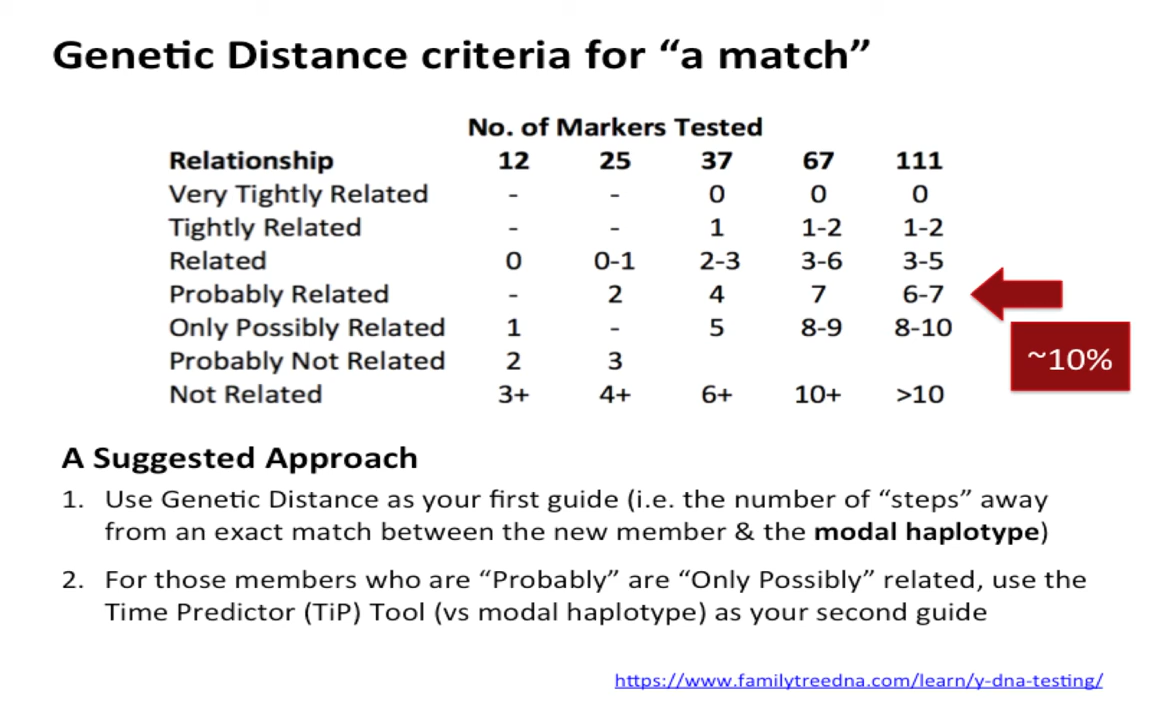 Genetic Distance criteria for “a match”
No. of Markers Tested
Relationship 12 25 37 67 111
Very Tightly Related - - 0 0 0
Tightly Related - - 1 1-2 1-2
Related 0 0-1 2-3 3-6 3-5
Probably Related - 2 4 7 6-7
Only Possibly Related 1 - 5 8-9 8-10
~10%
Probably Not Related 2 3
Not Related 3+ 4+ 6+ 10+ >10
A Suggested Approach
1. Use Genetic Distance as your first guide (i.e. the number of “steps” away
from an exact match between the new member & the modal haplotype)
2. For those members who are “Probably” are “Only Possibly” related, use the
Time Predictor (TiP) Tool (vs modal haplotype) as your second guide
https://www.familytreedna.com/learn/y-dna-testing/